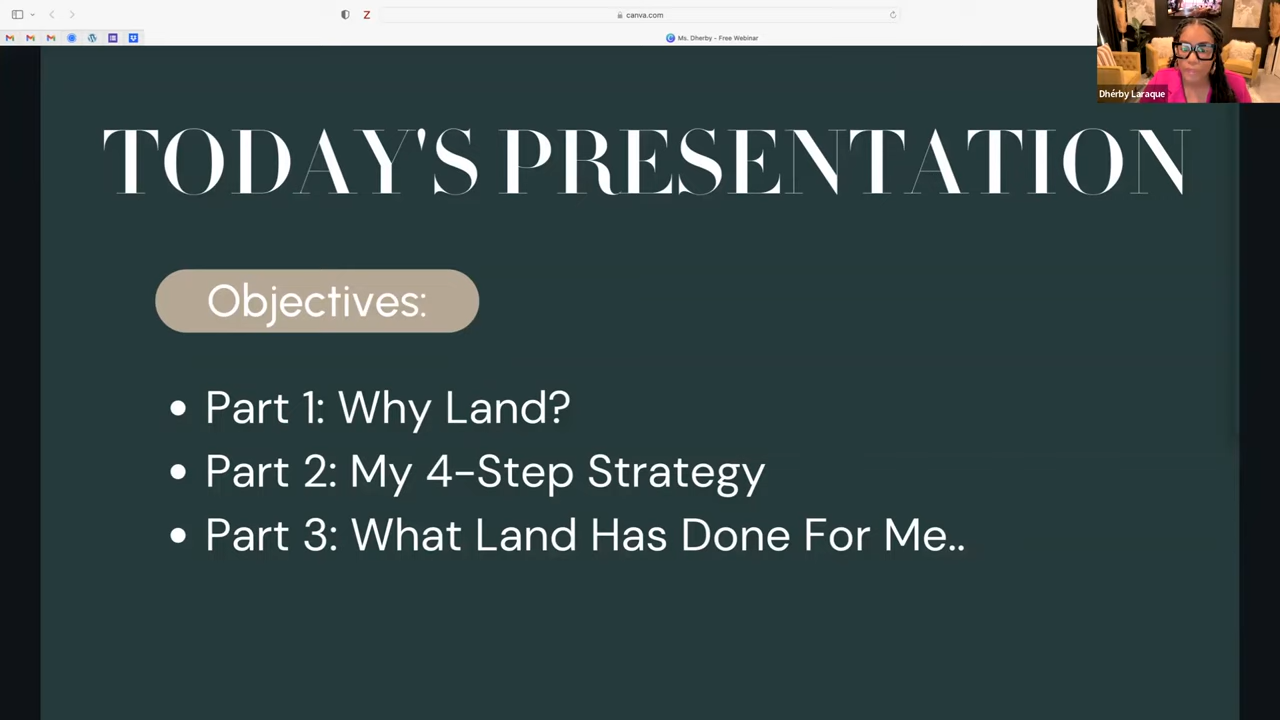 Z
canva.com
Ms. Dherby - Free Webinar
Dhérby Laraque
TODAY'S PRESENTATION
Objectives:
• Part 1: Why Land?
• Part 2: My 4-Step Strategy
• Part 3: What Land Has Done For Me..